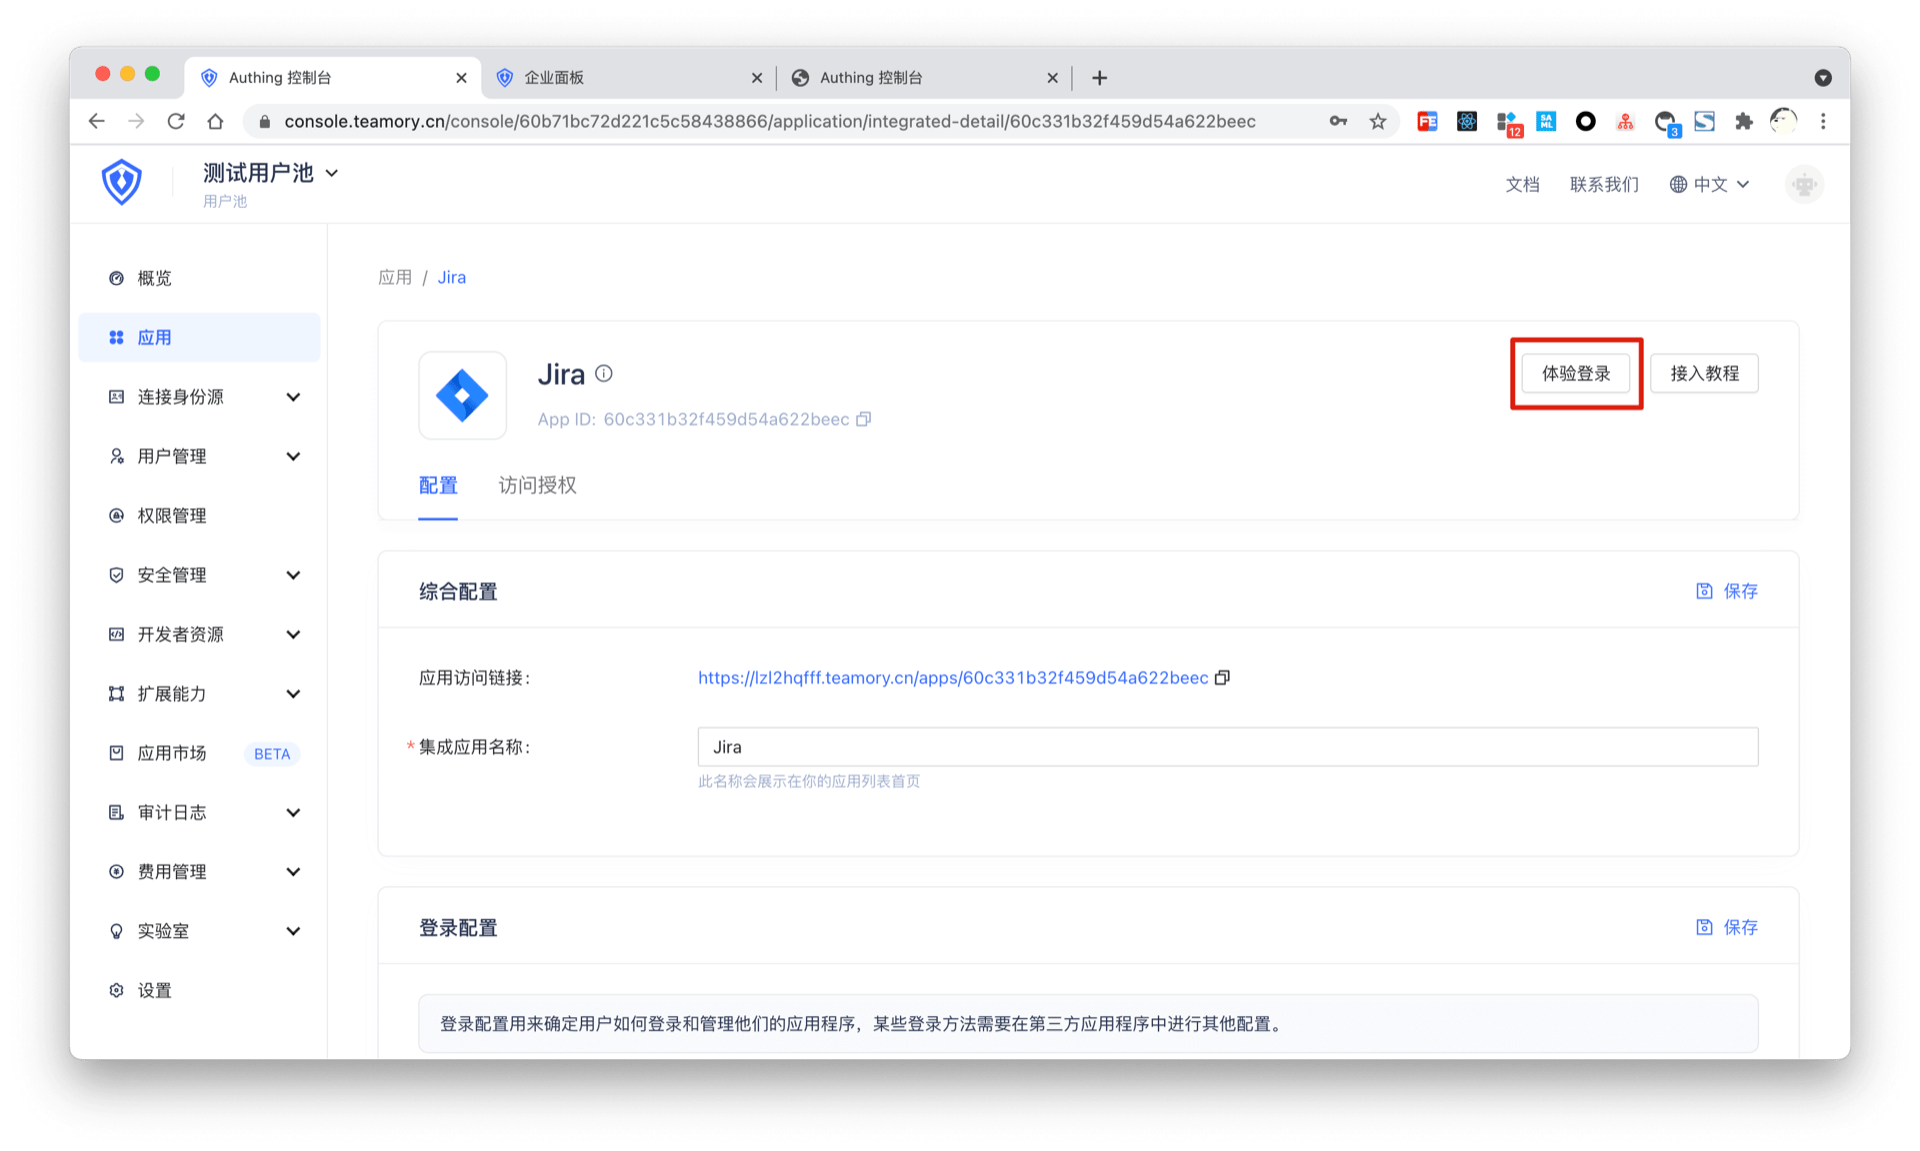 Authing 控制台
企业面板
Authing 控制台
console.teamory.cn/console/60b71bc72d221c5c58438866/application/integrated-detail/60c331b32f459d54a622beec
FE
12
SA
ML
3
S
测试用户池
用户池
文档
联系我们
中文
概览
应用
连接身份源
用户管理
权限管理
安全管理
开发者资源
扩展能力
应用市场 BETA
审计日志
费用管理
实验室
设置
应用 / Jira
Jira
App ID: 60c331b32f459d54a622beec
体验登录
接入教程
配置
访问授权
综合配置
保存
应用访问链接:
https://lzl2hqfff.teamory.cn/apps/60c331b32f459d54a622beec
* 集成应用名称:
Jira
此名称会展示在你的应用列表首页
登录配置
保存
登录配置用来确定用户如何登录和管理他们的应用程序，某些登录方法需要在第三方应用程序中进行其他配置。